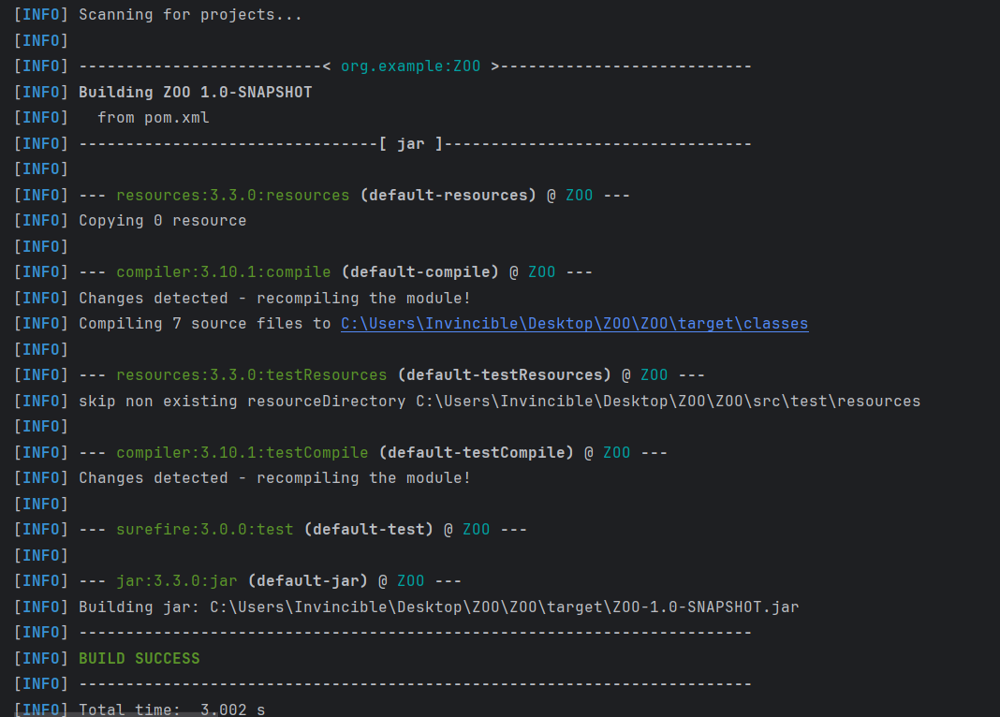 [INFO] Scanning for projects...
[INFO]
[INFO] --------------------------< org.example:ZOO >---------------------------
[INFO] Building ZOO 1.0-SNAPSHOT
[INFO]   from pom.xml
[INFO] --------------------------------[ jar ]---------------------------------
[INFO]
[INFO] --- resources:3.3.0:resources (default-resources) @ ZOO ---
[INFO] Copying 0 resource
[INFO]
[INFO] --- compiler:3.10.1:compile (default-compile) @ ZOO ---
[INFO] Changes detected - recompiling the module!
[INFO] Compiling 7 source files to C:\Users\Invincible\Desktop\ZOO\ZOO\target\classes
[INFO]
[INFO] --- resources:3.3.0:testResources (default-testResources) @ ZOO ---
[INFO] skip non existing resourceDirectory C:\Users\Invincible\Desktop\ZOO\ZOO\src\test\resources
[INFO]
[INFO] --- compiler:3.10.1:testCompile (default-testCompile) @ ZOO ---
[INFO] Changes detected - recompiling the module!
[INFO]
[INFO] --- surefire:3.0.0:test (default-test) @ ZOO ---
[INFO]
[INFO] --- jar:3.3.0:jar (default-jar) @ ZOO ---
[INFO] Building jar: C:\Users\Invincible\Desktop\ZOO\ZOO\target\ZOO-1.0-SNAPSHOT.jar
[INFO] ------------------------------------------------------------------------
[INFO] BUILD SUCCESS
[INFO] ------------------------------------------------------------------------
[INFO] Total time:  3.002 s